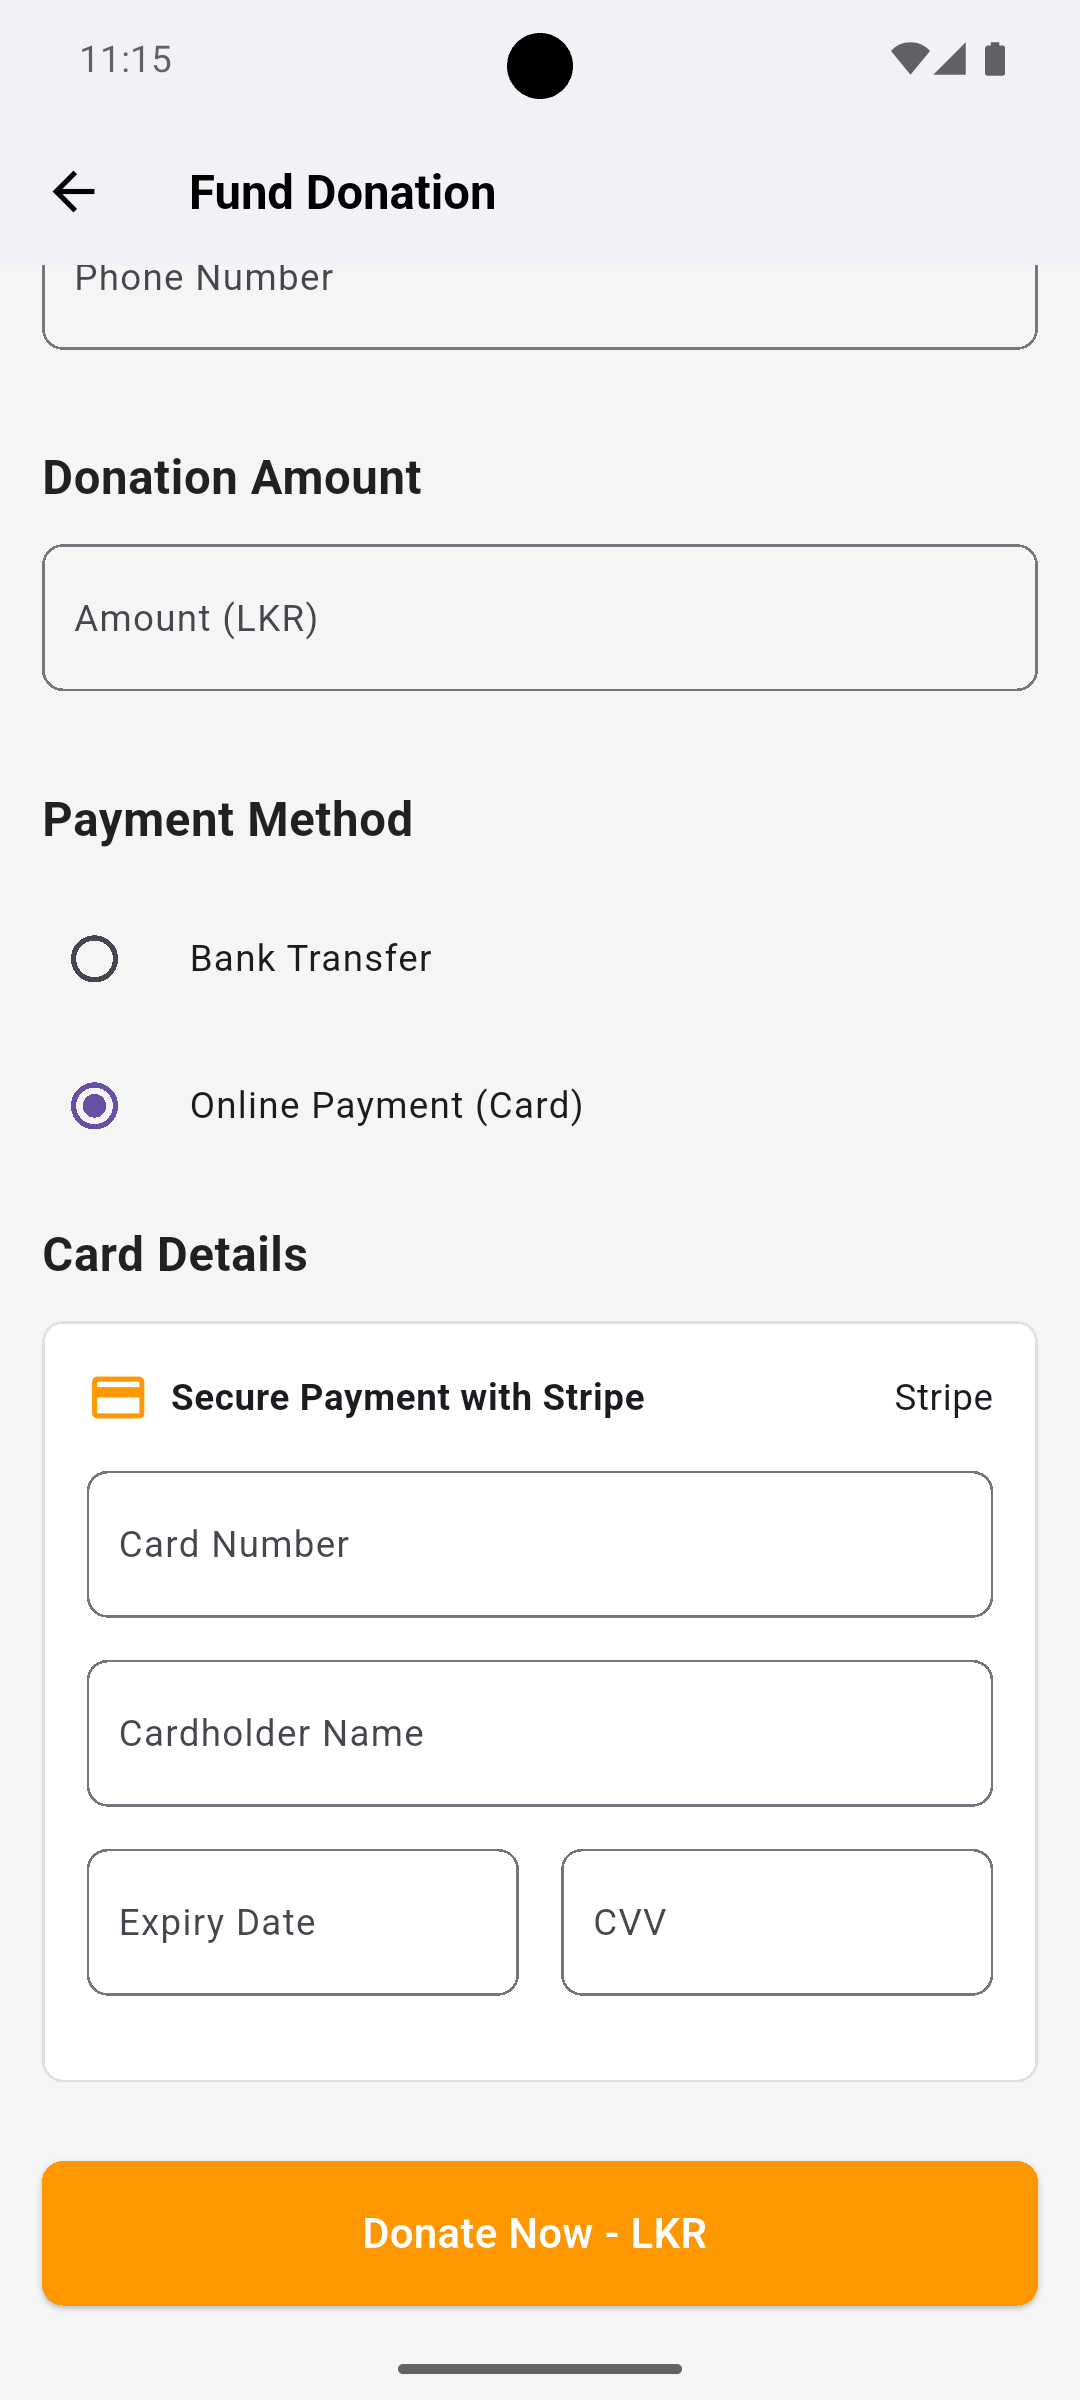 11:15
Fund Donation
Phone Number
Donation Amount
Amount (LKR)
Payment Method
Bank Transfer
Online Payment (Card)
Card Details
Secure Payment with Stripe Stripe
Card Number
Cardholder Name
Expiry Date CVV
Donate Now - LKR